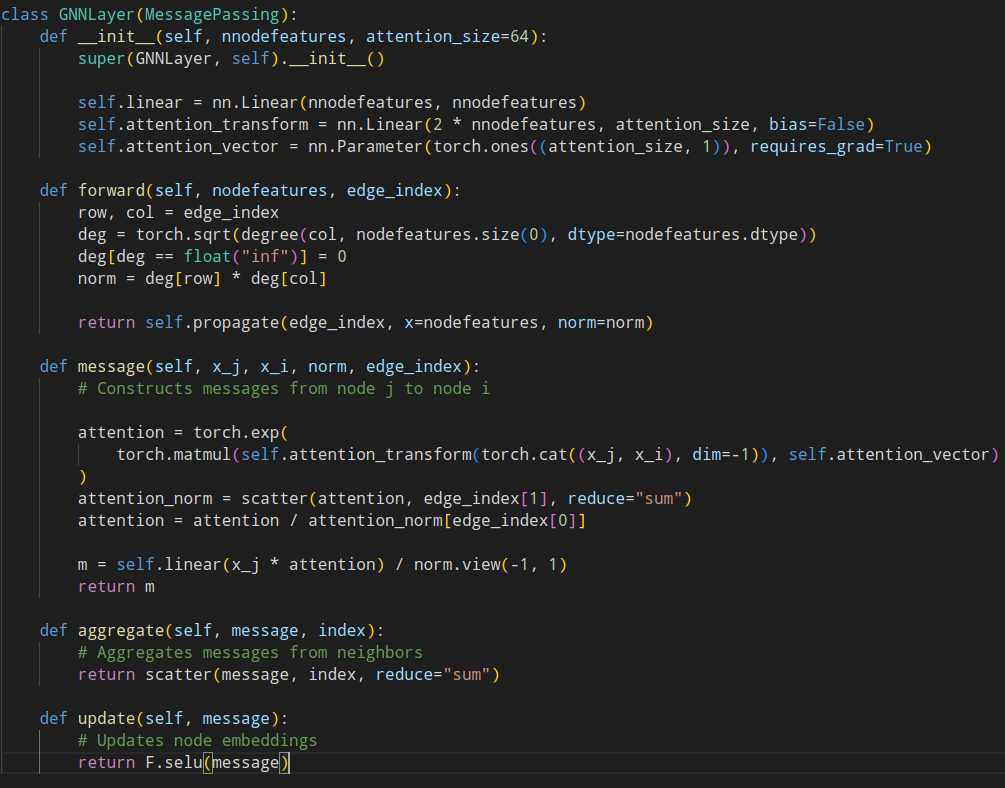 class GNNLayer(MessagePassing):
    def __init__(self, nnodefeatures, attention_size=64):
        super(GNNLayer, self).__init__()
        self.linear = nn.Linear(nnodefeatures, nnodefeatures)
        self.attention_transform = nn.Linear(2 * nnodefeatures, attention_size, bias=False)
        self.attention_vector = nn.Parameter(torch.ones((attention_size, 1)), requires_grad=True)
    def forward(self, nodefeatures, edge_index):
        row, col = edge_index
        deg = torch.sqrt(degree(col, nodefeatures.size(0), dtype=nodefeatures.dtype))
        deg[deg == float("inf")] = 0
        norm = deg[row] * deg[col]
        return self.propagate(edge_index, x=nodefeatures, norm=norm)
    def message(self, x_j, x_i, norm, edge_index):
        # Constructs messages from node j to node i
        attention = torch.exp(
            torch.matmul(self.attention_transform(torch.cat((x_j, x_i), dim=-1)), self.attention_vector)
        )
        attention_norm = scatter(attention, edge_index[1], reduce="sum")
        attention = attention / attention_norm[edge_index[0]]
        m = self.linear(x_j * attention) / norm.view(-1, 1)
        return m
    def aggregate(self, message, index):
        # Aggregates messages from neighbors
        return scatter(message, index, reduce="sum")
    def update(self, message):
        # Updates node embeddings
        return F.selu(message)